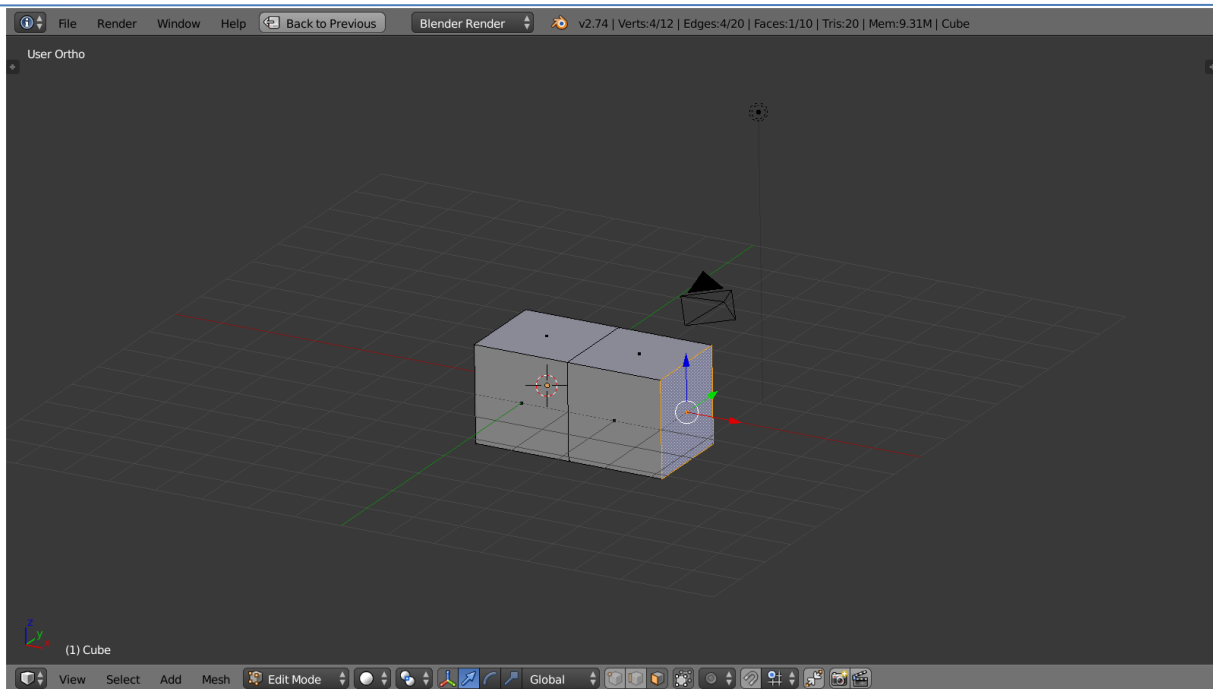 File Render Window Help Back to Previous Blender Render v2.74 | Verts:4/12 | Edges:4/20 | Faces:1/10 | Tris:20 | Mem:9.31M | Cube
User Ortho
z
y
x
(1) Cube
View Select Add Mesh Edit Mode Global